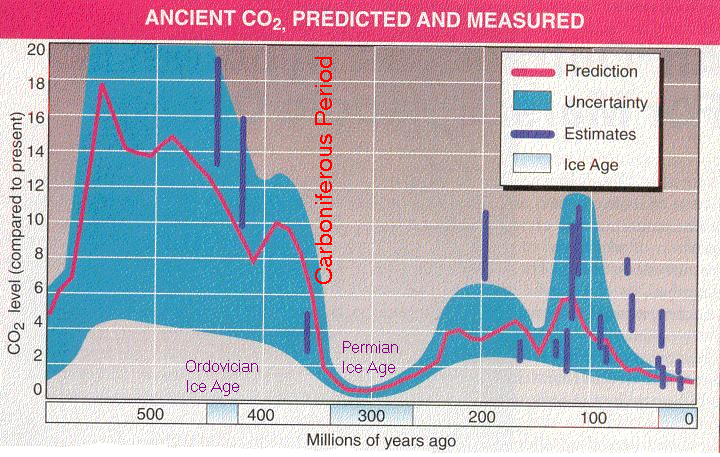 ANCIENT CO2, PREDICTED AND MEASURED
CO2 level (compared to present)
20
18
16
14
12
10
8
6
4
2
0
Prediction
Uncertainty
Estimates
Ice Age
Carboniferous Period
Ordovician
Ice Age
Permian
Ice Age
500
400
300
200
100
0
Millions of years ago